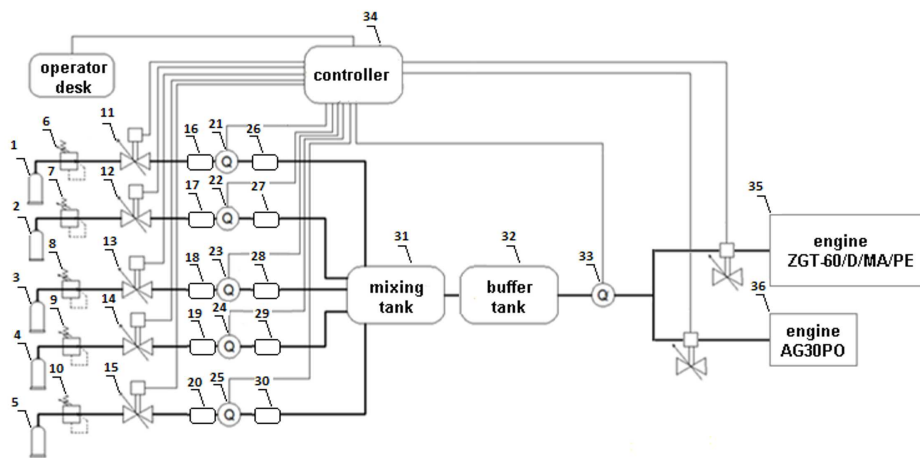 34
operator
desk
controller
35
engine
ZGT-60/D/MA/PE
36
engine
AG30PO
31
mixing
tank
32
buffer
tank
33
Q
1
6
11
16
21
Q
26
2
7
12
17
22
Q
27
3
8
13
18
23
Q
28
4
9
14
19
24
Q
29
5
10
15
20
25
Q
30